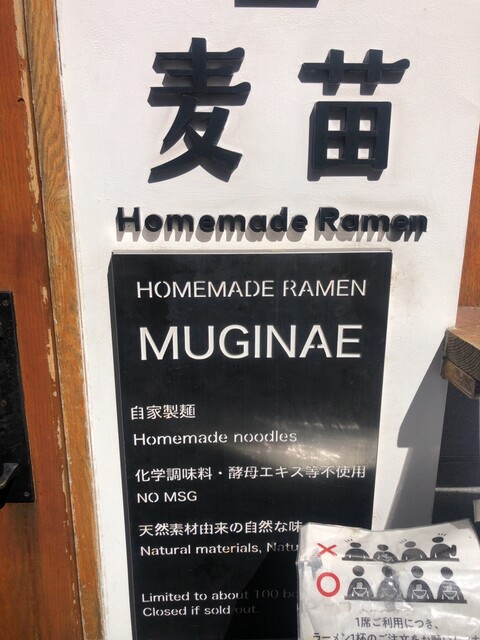 麦苗
Homemade Ramen
HOMEMADE RAMEN
MUGINAE
自家製麺
Homemade noodles
化学調味料・酵母エキス等不使用
NO MSG
天然素材由来の自然な味
Natural materials,
Limited to about 100
Closed if sold out.
1席ご利用につき、
ラーメン1杯のご注文を